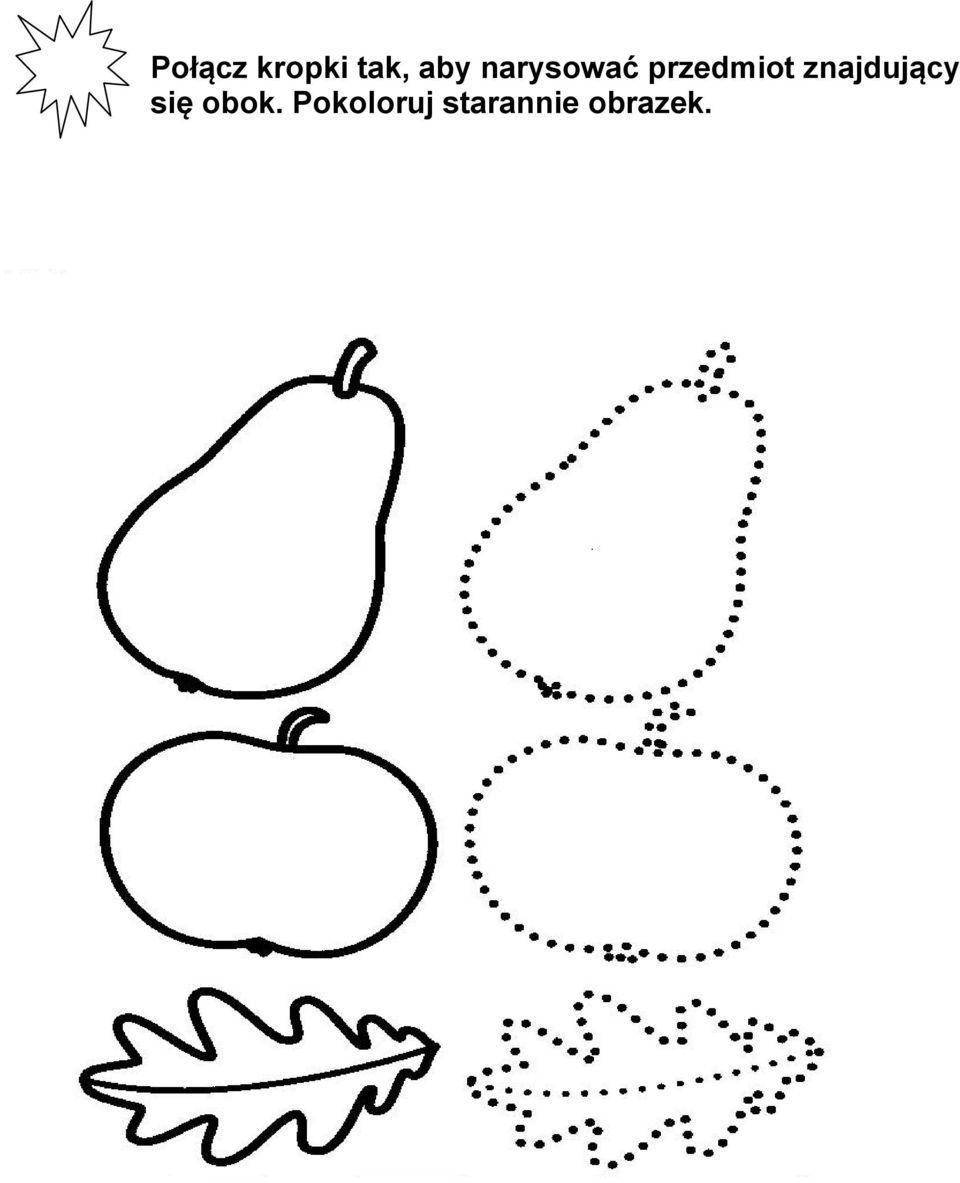 Połącz kropki tak, aby narysować przedmiot znajdujący
się obok. Pokoloruj starannie obrazek.